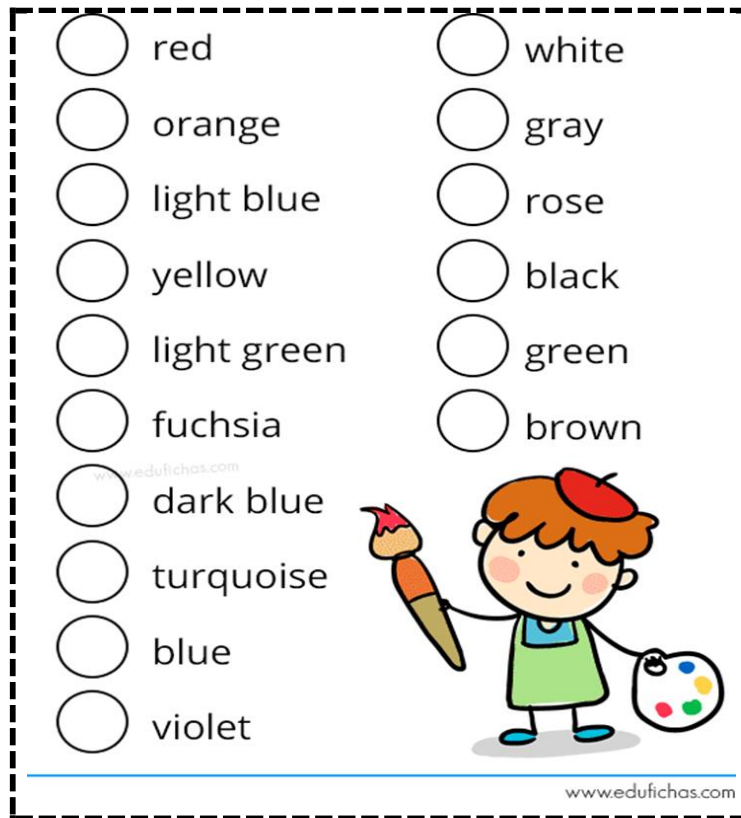 red
orange
light blue
yellow
light green
fuchsia
www.edufichas.com
dark blue
turquoise
blue
violet
white
gray
rose
black
green
brown
www.edufichas.com